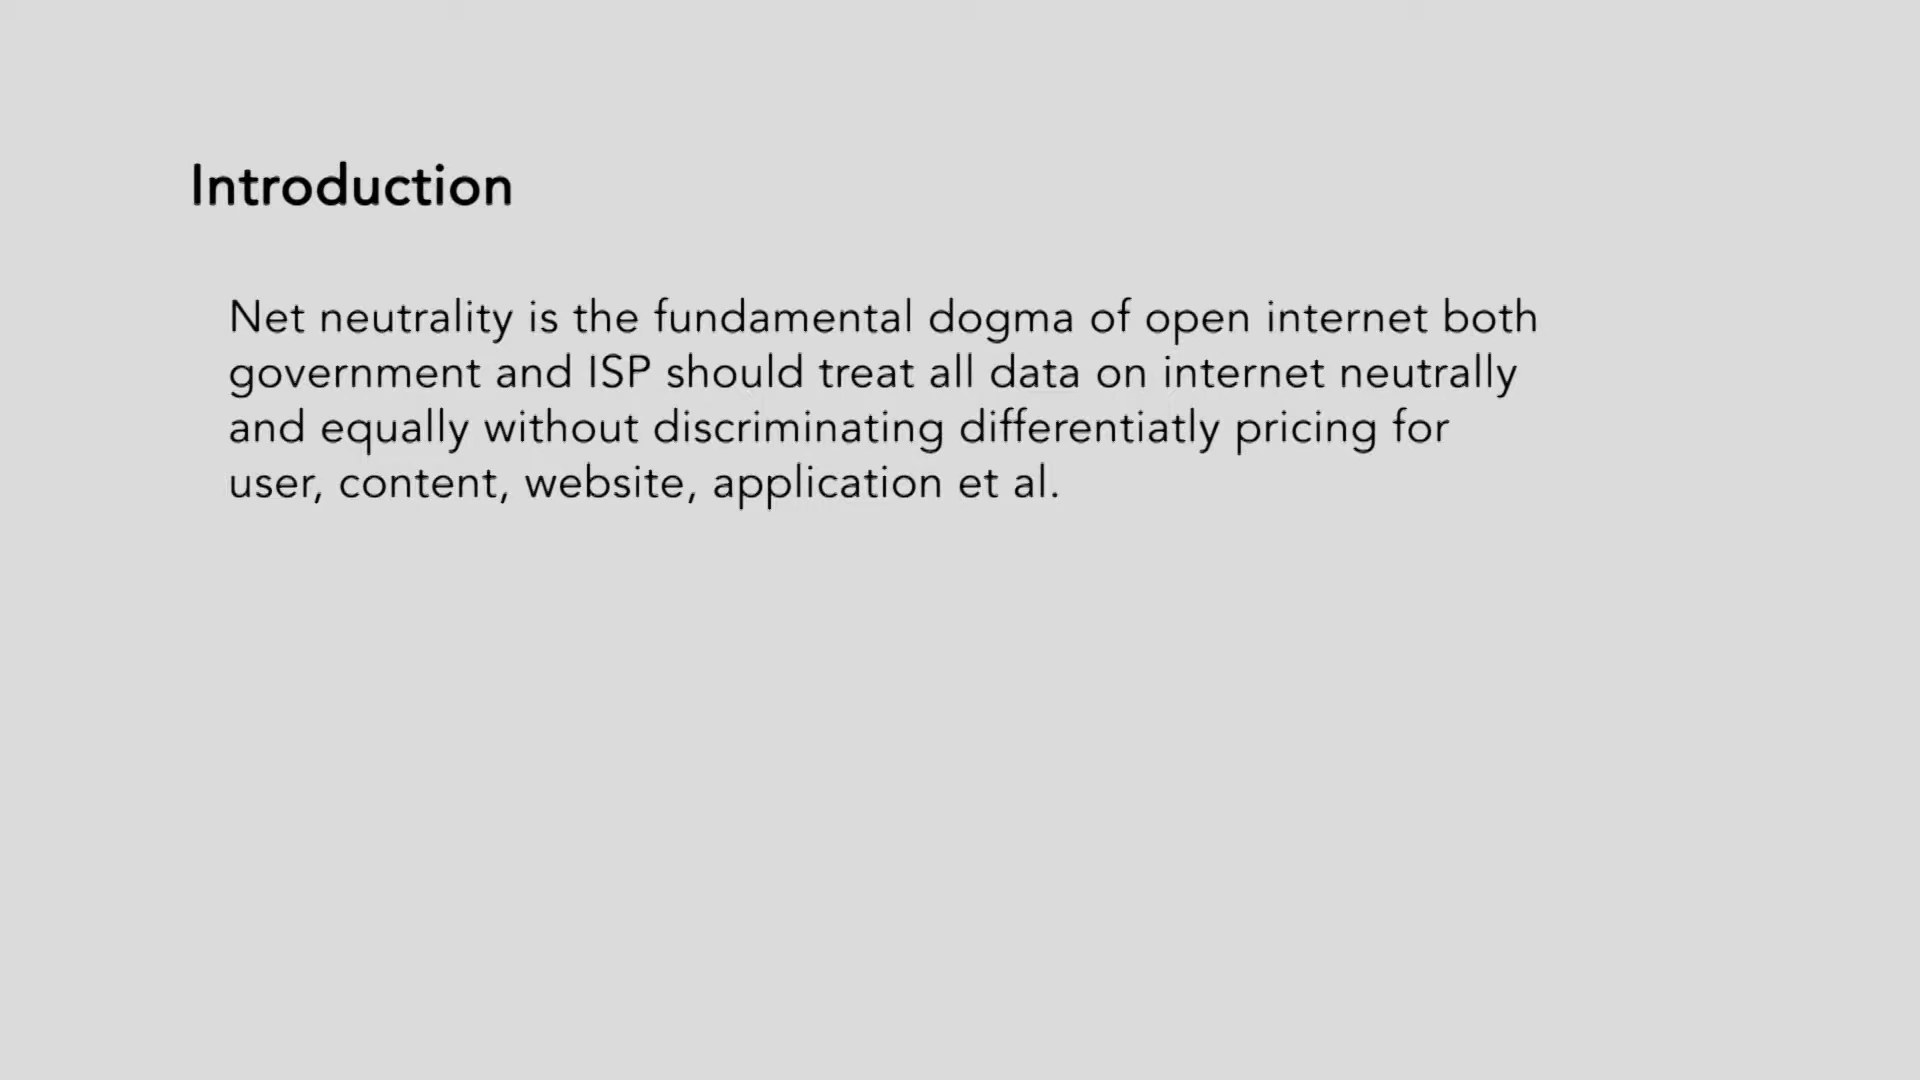 Introduction
Net neutrality is the fundamental dogma of open internet both
government and ISP should treat all data on internet neutrally
and equally without discriminating differentiatly pricing for
user, content, website, application et al.